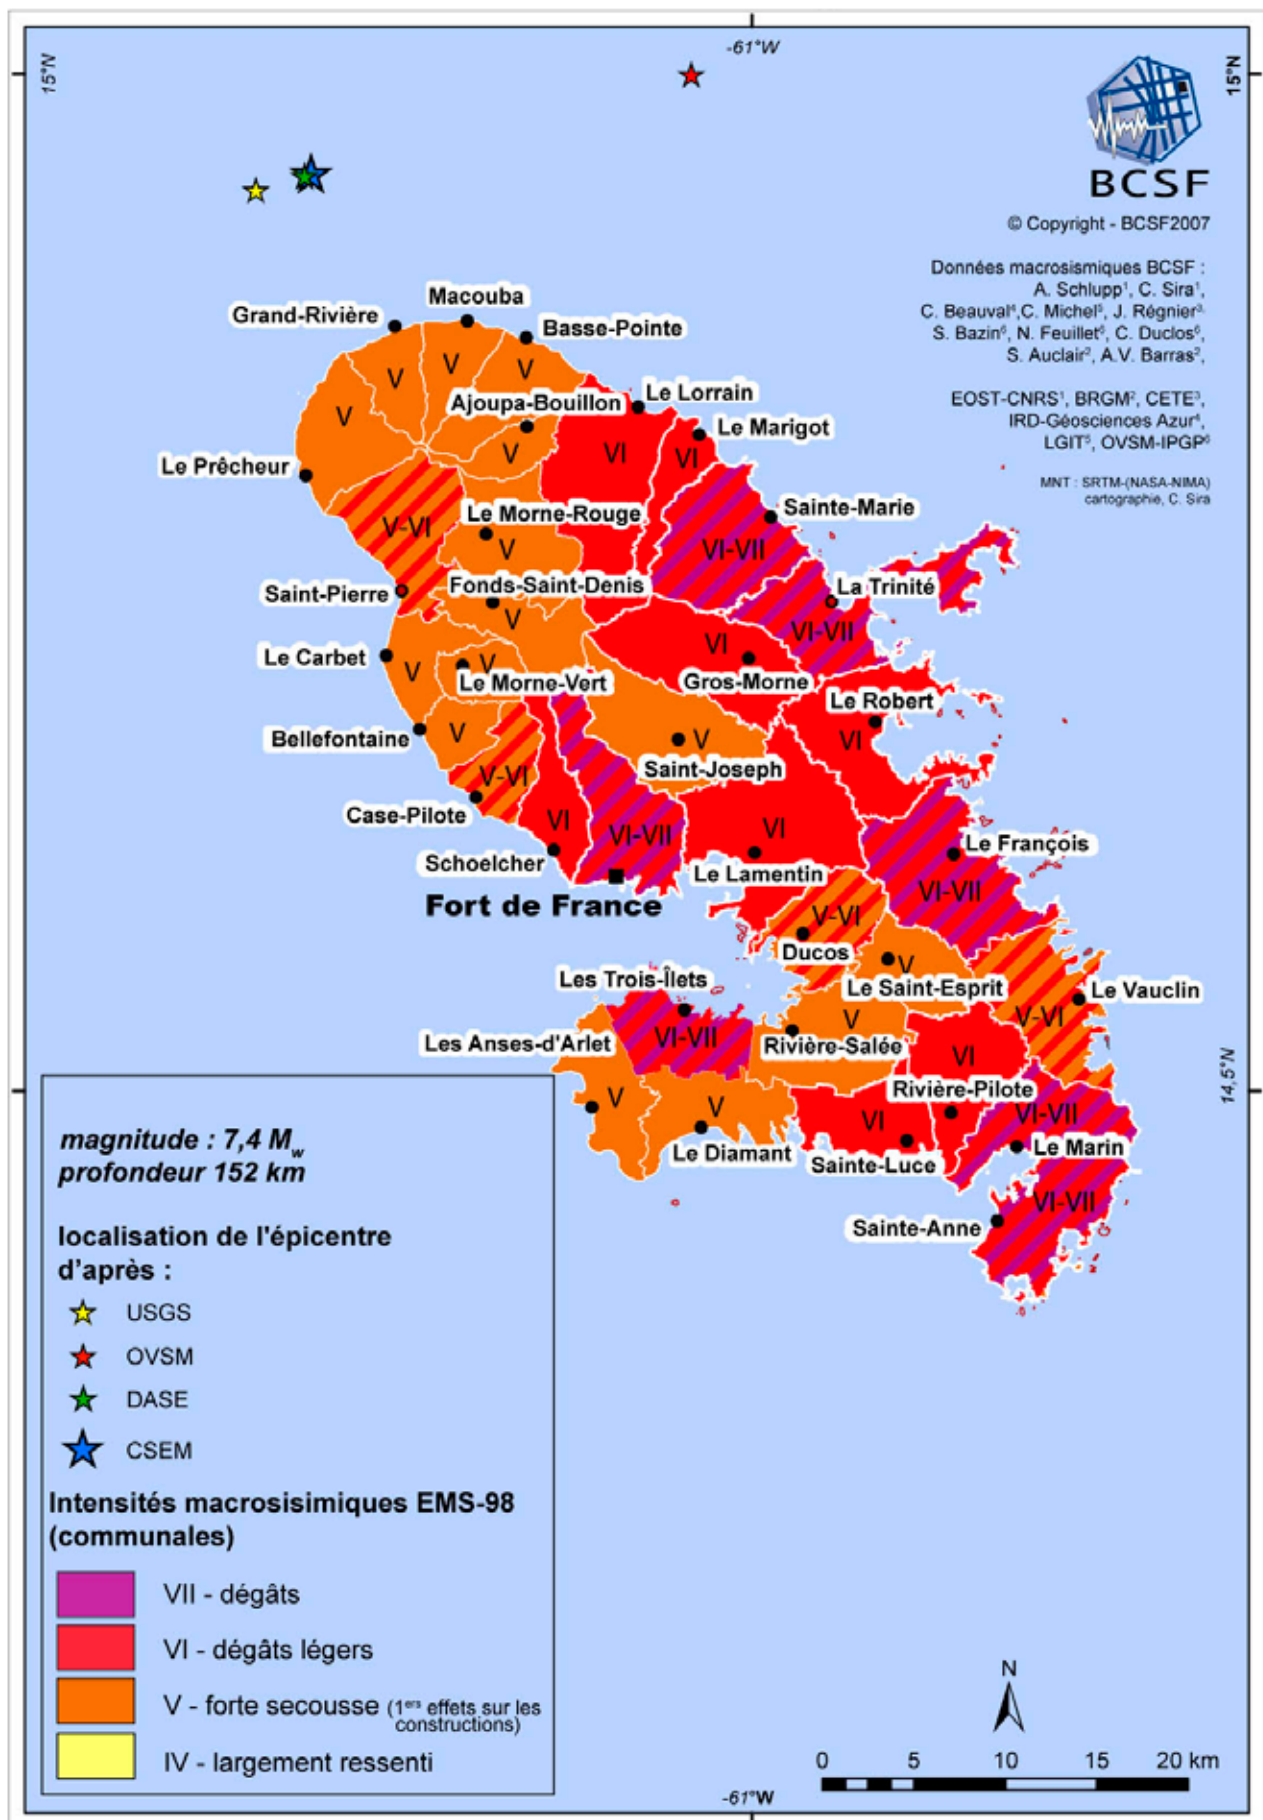 -61°W
15°N
15°N
BCSF
© Copyright - BCSF2007
Données macrosismiques BCSF :
A. Schlupp¹, C. Sira¹,
C. Beauval⁴,C. Michel⁵, J. Régnier³,
S. Bazin⁶, N. Feuillet⁶, C. Duclos⁶,
S. Auclair², A.V. Barras²,
EOST-CNRS¹, BRGM², CETE³,
IRD-Géosciences Azur⁴,
LGIT⁵, OVSM-IPGP⁶
MNT : SRTM-(NASA-NIMA)
cartographie, C. Sira
Macouba
Grand-Rivière
Basse-Pointe
V
V
V
V
Ajoupa-Bouillon
Le Lorrain
Le Marigot
V
VI
VI
Le Prêcheur
Sainte-Marie
Le Morne-Rouge
V-VI
V
VI-VII
Saint-Pierre
Fonds-Saint-Denis
La Trinité
V
VI-VII
Le Carbet
V
V
Le Morne-Vert
VI
Gros-Morne
Le Robert
Bellefontaine
V
V
VI
Saint-Joseph
V-VI
Case-Pilote
VI
VI-VII
VI
Le François
Schoelcher
Le Lamentin
VI-VII
Fort de France
V-VI
Ducos
V
Les Trois-Îlets
Le Saint-Esprit
Le Vauclin
V-VI
Les Anses-d'Arlet
VI-VII
V
Rivière-Salée
VI
14,5°N
Rivière-Pilote
V
V
VI
VI-VII
Le Diamant
Sainte-Luce
Le Marin
VI-VII
Sainte-Anne
magnitude : 7,4 Mw
profondeur 152 km
localisation de l'épicentre
d'après :
USGS
OVSM
DASE
CSEM
Intensités macrosisimiques EMS-98
(communales)
VII - dégâts
VI - dégâts légers
V - forte secousse (1ers effets sur les
constructions)
IV - largement ressenti
N
0 5 10 15 20 km
-61°W